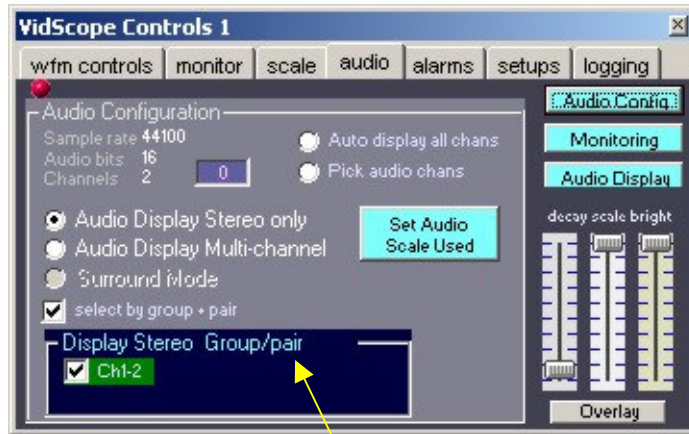 VidScope Controls 1
wfm controls monitor scale audio alarms setups logging
Audio Configuration
Sample rate 44100
Audio bits 16
Channels 2
0
Auto display all chans
Pick audio chans
Audio Config
Monitoring
Audio Display
Audio Display Stereo only
Audio Display Multi-channel
Surround Mode
select by group + pair
Set Audio
Scale Used
decay scale bright
Display Stereo Group/pair
Ch1-2
Overlay